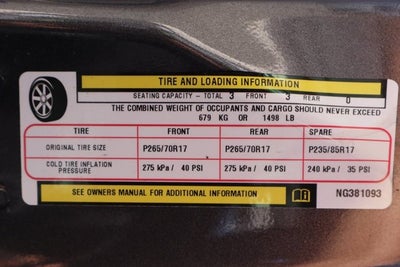 TIRE AND LOADING INFORMATION
SEATING CAPACITY - TOTAL 3 FRONT 3 REAR 0
THE COMBINED WEIGHT OF OCCUPANTS AND CARGO SHOULD NEVER EXCEED
679 KG OR 1498 LB
TIRE FRONT REAR SPARE
ORIGINAL TIRE SIZE P265/70R17 P265/70R17 P235/85R17
COLD TIRE INFLATION PRESSURE 275 kPa / 40 PSI 275 kPa / 40 PSI 240 kPa / 35 PSI
SEE OWNERS MANUAL FOR ADDITIONAL INFORMATION NG381093